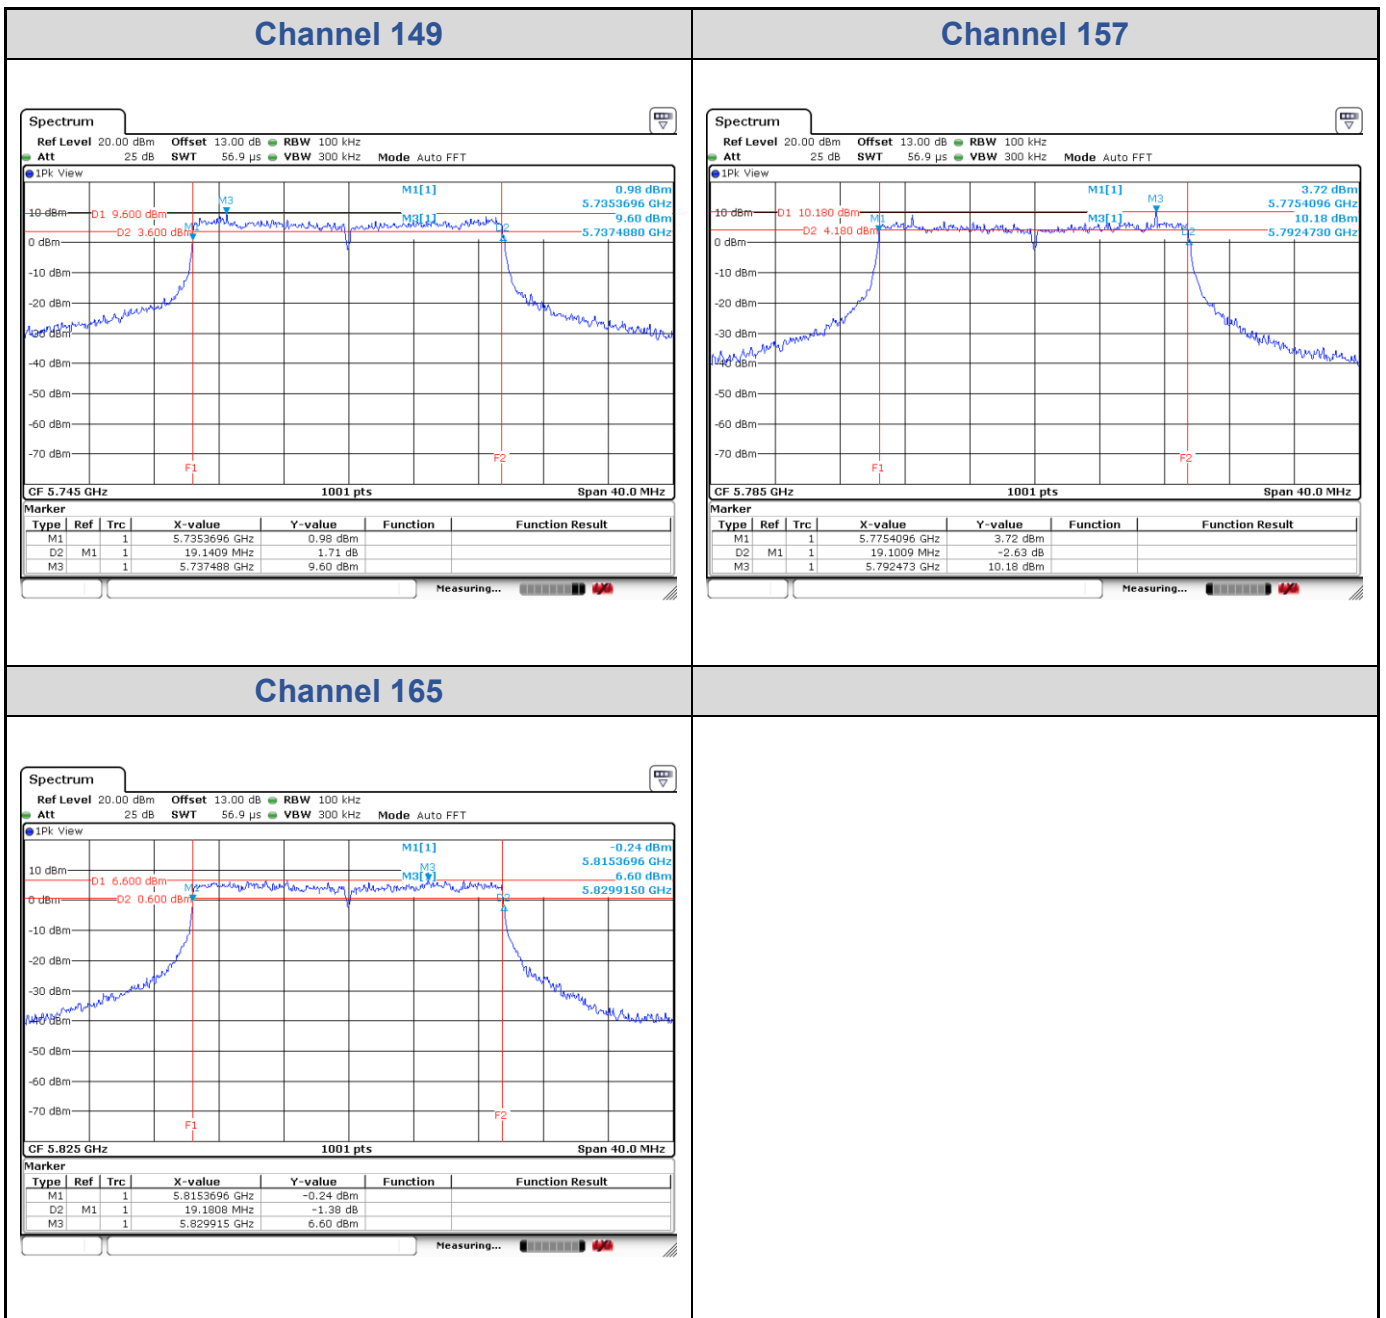 Channel 149
Channel 157
Spectrum
Ref Level 20.00 dBm Offset 13.00 dB RBW 100 kHz
Att 25 dB SWT 56.9 µs VBW 300 kHz Mode Auto FFT
1Pk View
M1[1] 0.98 dBm
5.7353696 GHz
M3[1] 9.60 dBm
5.7374880 GHz
M3
10 dBm
D1 9.600 dBm
D2 3.600 dBm
D2
0 dBm
-10 dBm
-20 dBm
-30 dBm
-40 dBm
-50 dBm
-60 dBm
-70 dBm
F1
F2
CF 5.745 GHz 1001 pts Span 40.0 MHz
Marker
Type Ref Trc X-value Y-value Function Function Result
M1 1 5.7353696 GHz 0.98 dBm
D2 M1 1 19.1409 MHz 1.71 dB
M3 1 5.737488 GHz 9.60 dBm
Measuring...
Spectrum
Ref Level 20.00 dBm Offset 13.00 dB RBW 100 kHz
Att 25 dB SWT 56.9 µs VBW 300 kHz Mode Auto FFT
1Pk View
M1[1] 3.72 dBm
5.7754096 GHz
M3[1] 10.18 dBm
5.7924730 GHz
M3
10 dBm
D1 10.180 dBm
M1
D2 4.180 dBm
D2
0 dBm
-10 dBm
-20 dBm
-30 dBm
-40 dBm
-50 dBm
-60 dBm
-70 dBm
F1
F2
CF 5.785 GHz 1001 pts Span 40.0 MHz
Marker
Type Ref Trc X-value Y-value Function Function Result
M1 1 5.7754096 GHz 3.72 dBm
D2 M1 1 19.1009 MHz -2.63 dB
M3 1 5.792473 GHz 10.18 dBm
Measuring...
Channel 165
Spectrum
Ref Level 20.00 dBm Offset 13.00 dB RBW 100 kHz
Att 25 dB SWT 56.9 µs VBW 300 kHz Mode Auto FFT
1Pk View
M1[1] -0.24 dBm
5.8153696 GHz
M3[1] 6.60 dBm
5.8299150 GHz
M3
10 dBm
D1 6.600 dBm
D2 0.600 dBm
D2
0 dBm
-10 dBm
-20 dBm
-30 dBm
-40 dBm
-50 dBm
-60 dBm
-70 dBm
F1
F2
CF 5.825 GHz 1001 pts Span 40.0 MHz
Marker
Type Ref Trc X-value Y-value Function Function Result
M1 1 5.8153696 GHz -0.24 dBm
D2 M1 1 19.1808 MHz -1.38 dB
M3 1 5.829915 GHz 6.60 dBm
Measuring...